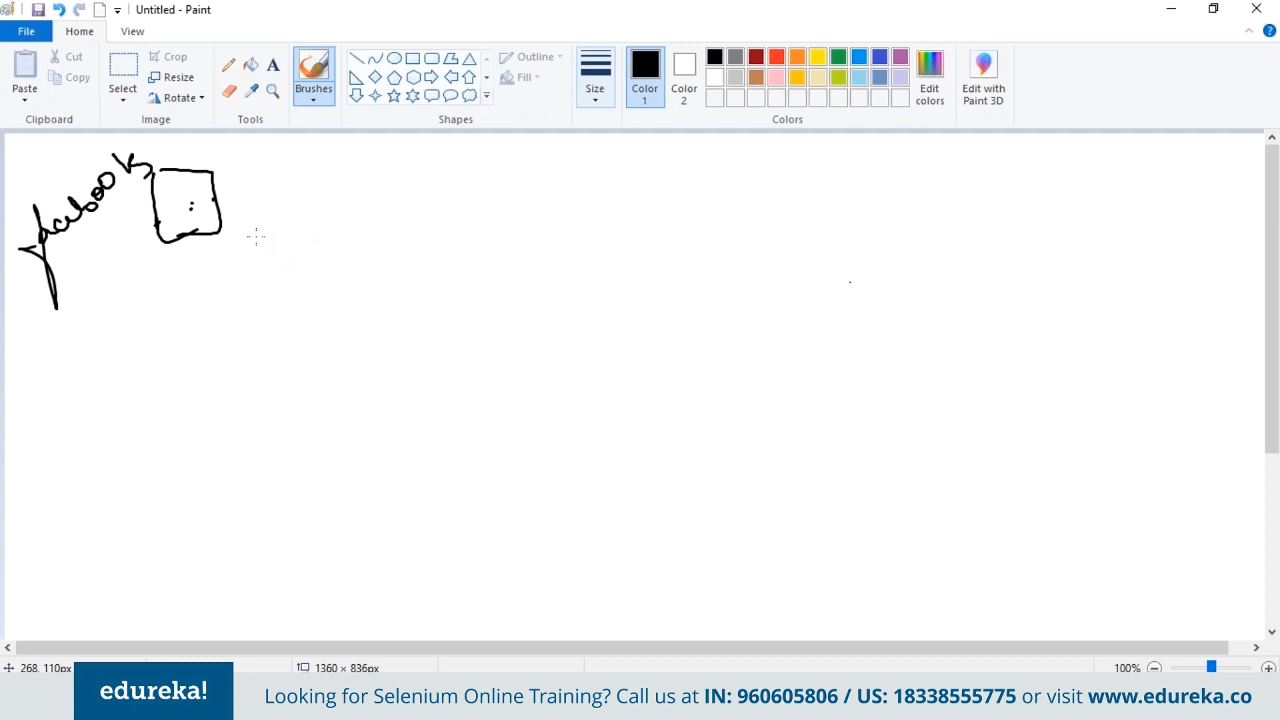 Untitled - Paint
File Home View
Paste
Cut
Copy
Clipboard
Select
Crop
Resize
Rotate
Image
A
Tools
Brushes
Shapes
Outline
Fill
Size
Color 1
Color 2
Edit colors
Colors
Edit with Paint 3D
268, 110px
1360 × 836px
100%
edureka!
Looking for Selenium Online Training? Call us at IN: 960605806 / US: 18338555775 or visit www.edureka.co